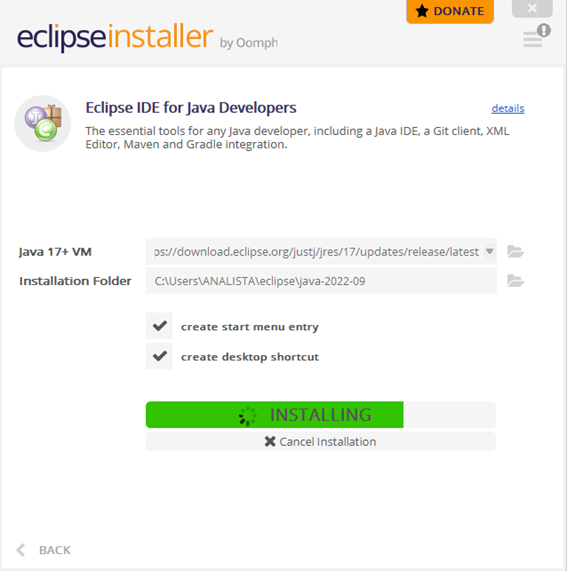 DONATE
eclipseinstaller by Oomph
Eclipse IDE for Java Developers
details
The essential tools for any Java developer, including a Java IDE, a Git client, XML
Editor, Maven and Gradle integration.
Java 17+ VM
ps://download.eclipse.org/justj/jres/17/updates/release/latest
Installation Folder
C:\Users\ANALISTA\eclipse\java-2022-09
create start menu entry
create desktop shortcut
INSTALLING
Cancel Installation
BACK